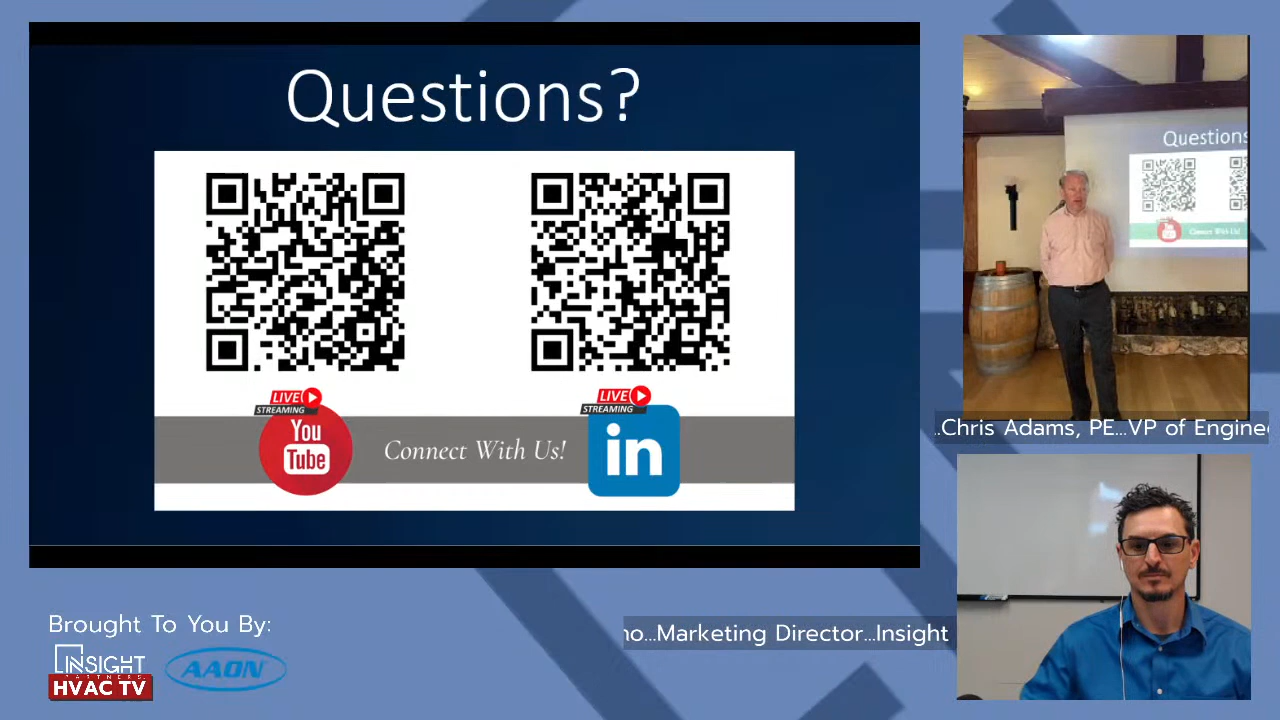 Questions?
LIVE
STREAMING
You
Tube
Connect With Us!
LIVE
STREAMING
in
Questions
Connect With Us!
...Chris Adams, PE...VP of Enginee
no...Marketing Director...Insight
Brought To You By:
INSIGHT
PARTNERS
HVAC TV
AAON